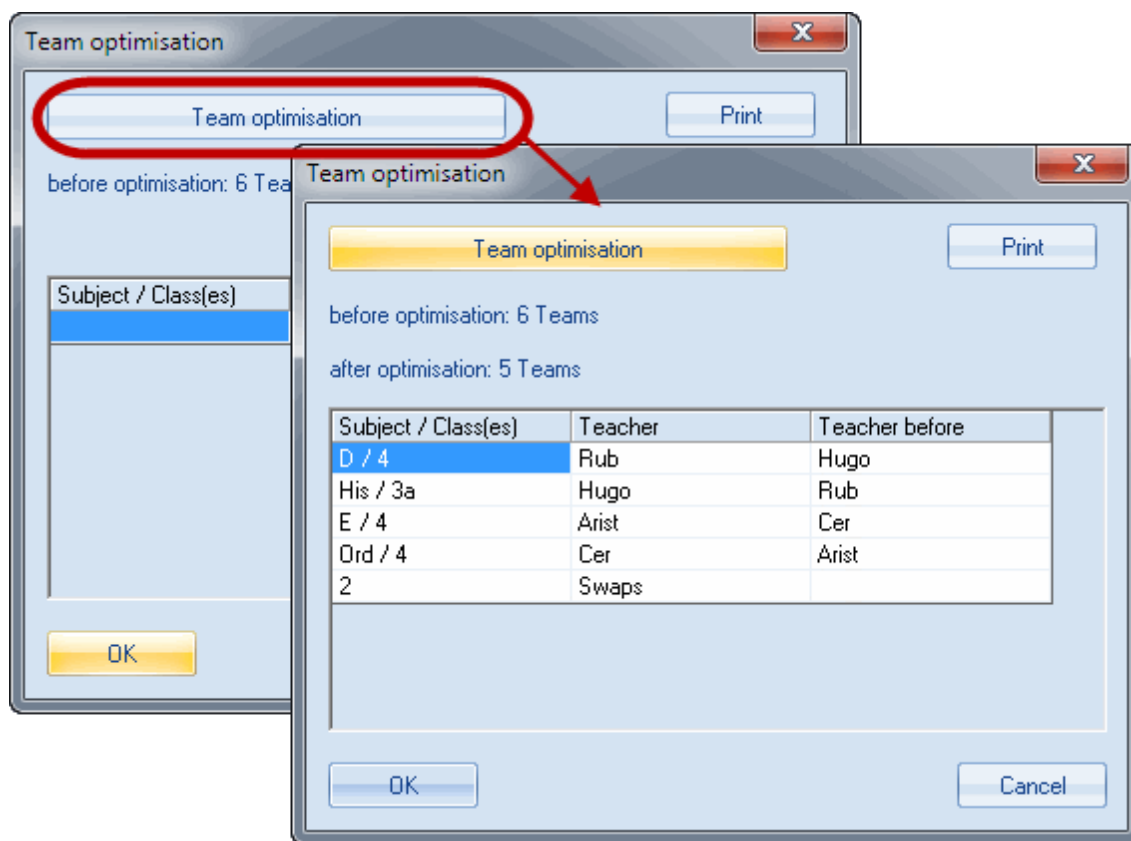 Team optimisation
Team optimisation
Print
before optimisation: 6 Tea
Subject / Class(es)
OK
Team optimisation
Team optimisation
Print
before optimisation: 6 Teams
after optimisation: 5 Teams
Subject / Class(es) Teacher Teacher before
D / 4 Rub Hugo
His / 3a Hugo Rub
E / 4 Arist Cer
Ord / 4 Cer Arist
2 Swaps
OK
Cancel